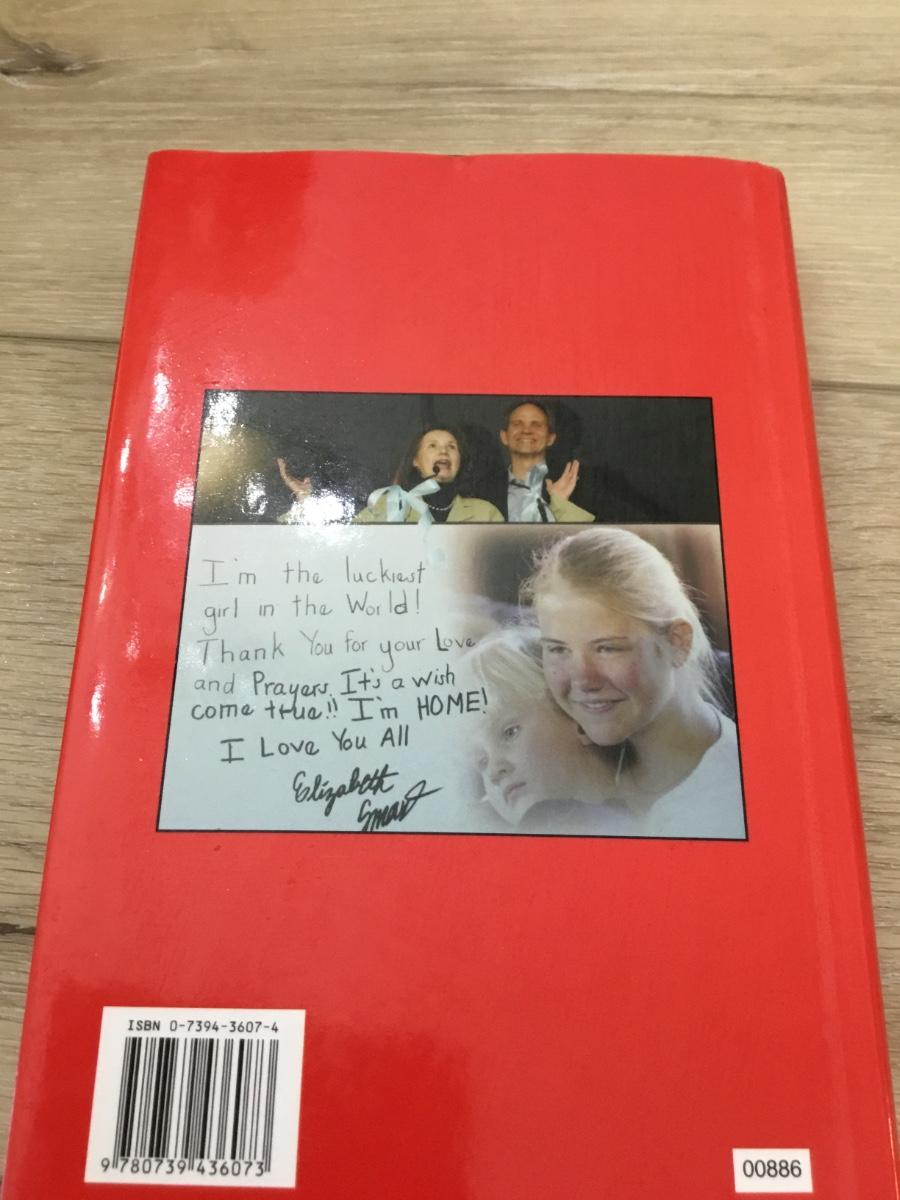 I'm the luckiest
girl in the World!
Thank You for your Love
and Prayers. It's a wish
come true!! I'm HOME!
I Love You All
Elizabeth
Smart
ISBN 0-7394-3607-4
9 780739 436073
00886